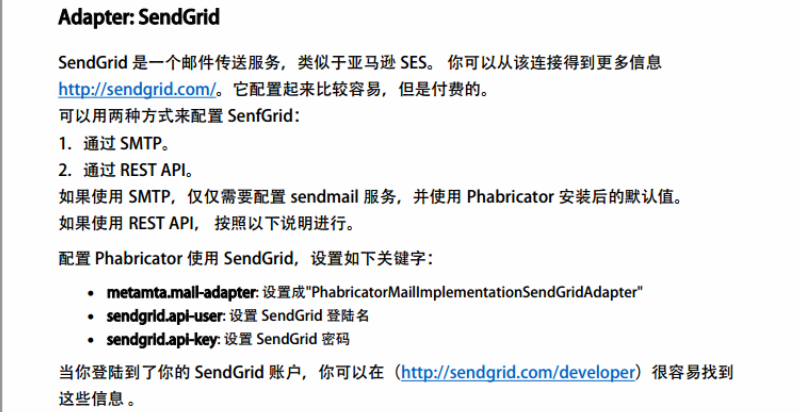 Adapter: SendGrid
SendGrid 是一个邮件传送服务，类似于亚马逊 SES。 你可以从该连接得到更多信息
http://sendgrid.com/。它配置起来比较容易，但是付费的。
可以用两种方式来配置 SenfGrid：
1. 通过 SMTP。
2. 通过 REST API。
如果使用 SMTP，仅仅需要配置 sendmail 服务，并使用 Phabricator 安装后的默认值。
如果使用 REST API， 按照以下说明进行。
配置 Phabricator 使用 SendGrid，设置如下关键字：
• metamta.mail-adapter: 设置成"PhabricatorMailImplementationSendGridAdapter"
• sendgrid.api-user: 设置 SendGrid 登陆名
• sendgrid.api-key: 设置 SendGrid 密码
当你登陆到了你的 SendGrid 账户，你可以在（http://sendgrid.com/developer）很容易找到
这些信息 。